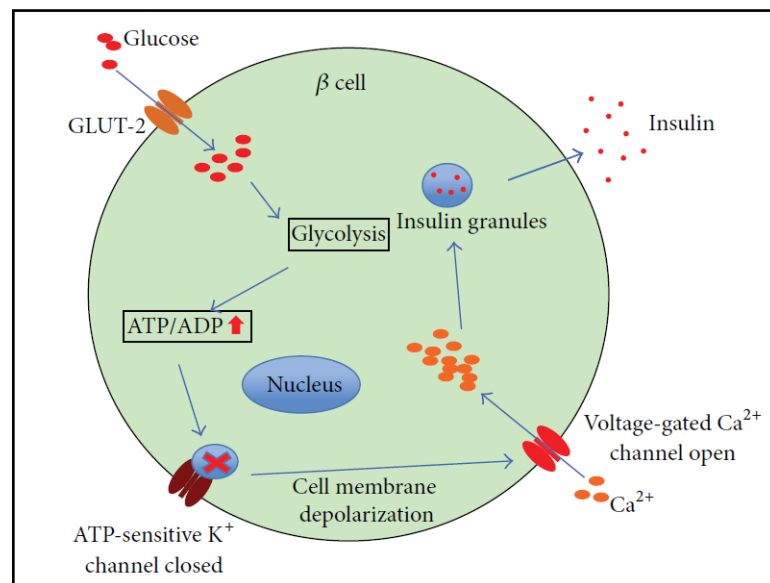 Glucose
β cell
GLUT-2
Insulin
Insulin granules
Glycolysis
ATP/ADP
Nucleus
Voltage-gated Ca²⁺
channel open
Cell membrane
depolarization
Ca²⁺
ATP-sensitive K⁺
channel closed